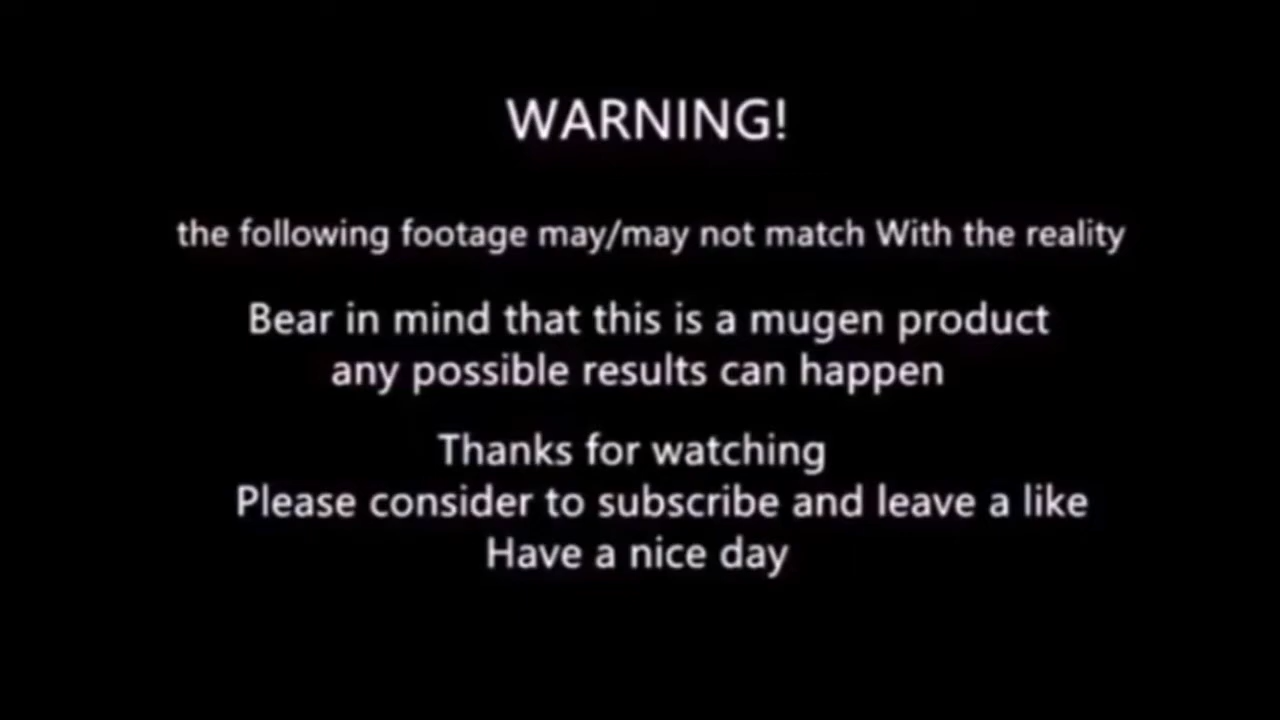 WARNING!
the following footage may/may not match With the reality
Bear in mind that this is a mugen product
any possible results can happen
Thanks for watching
Please consider to subscribe and leave a like
Have a nice day